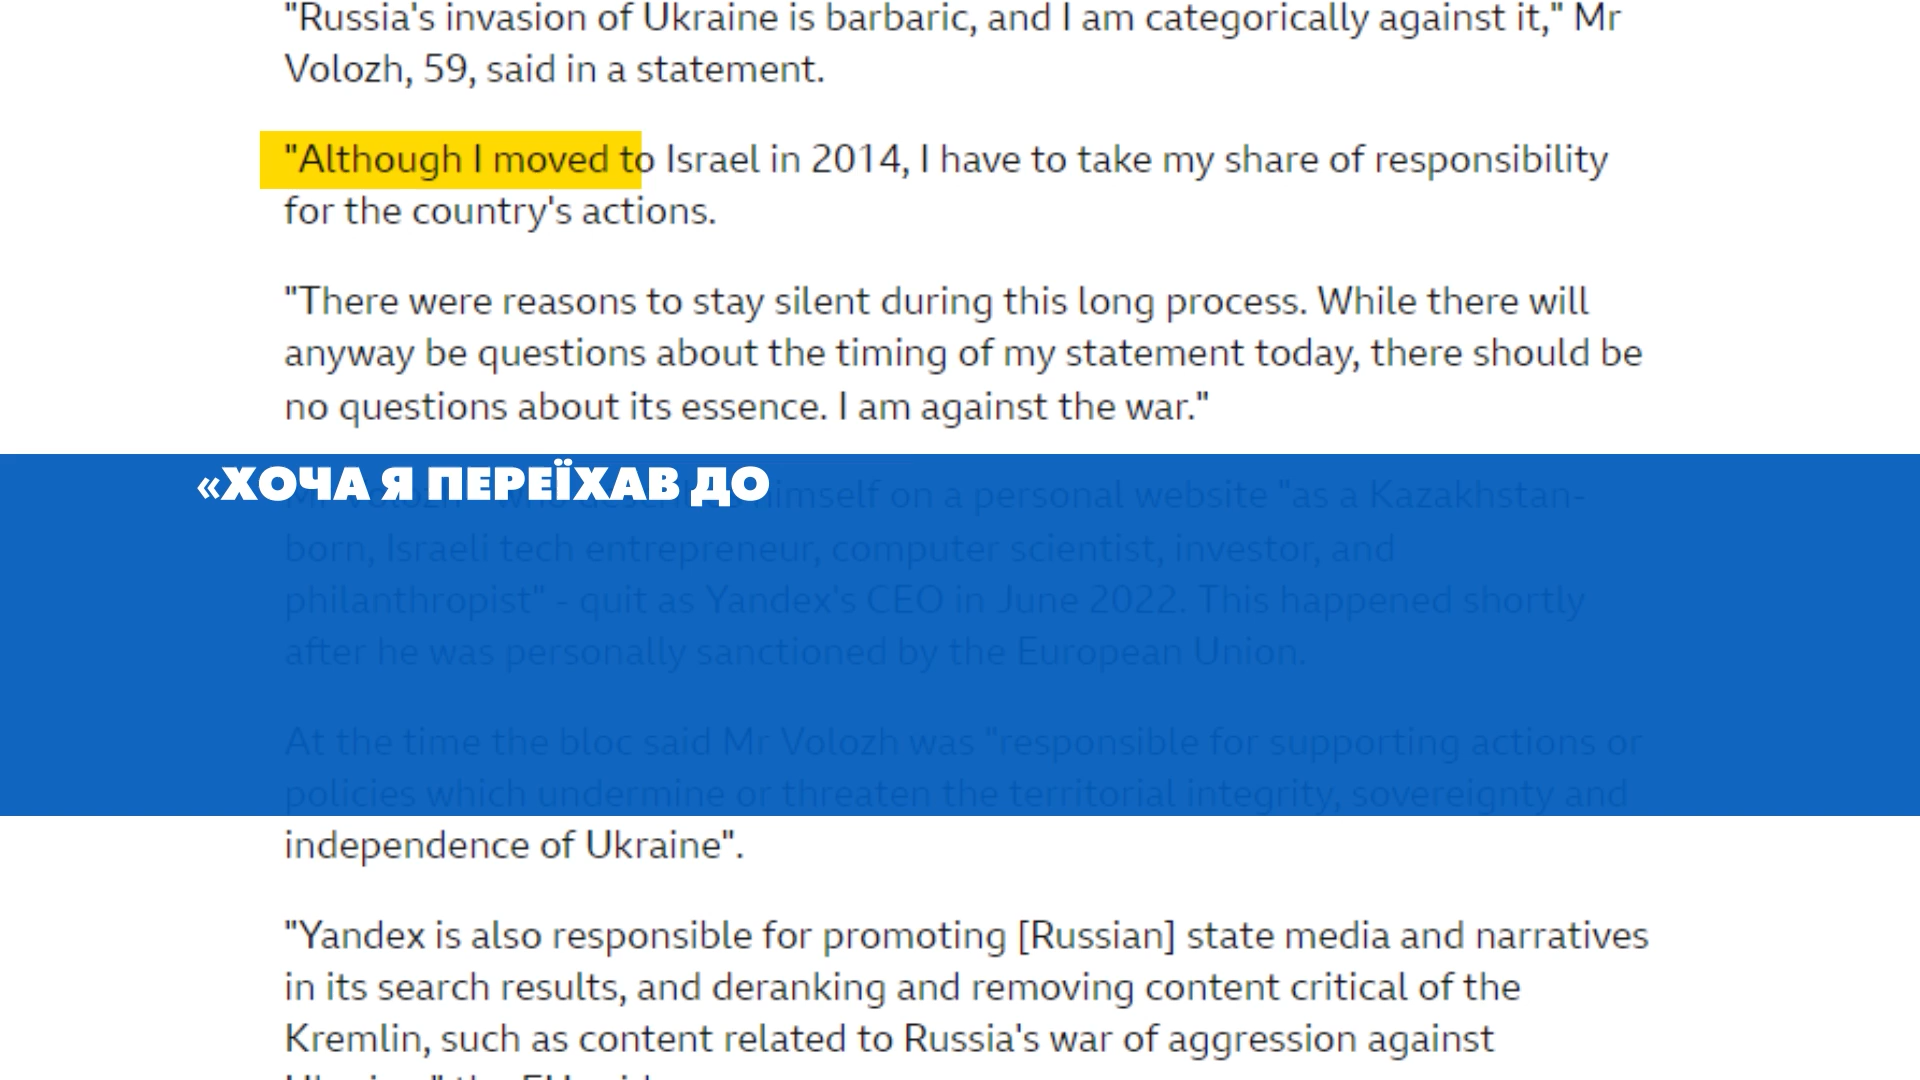 "Russia's invasion of Ukraine is barbaric, and I am categorically against it," Mr
Volozh, 59, said in a statement.
"Although I moved to Israel in 2014, I have to take my share of responsibility
for the country's actions.
"There were reasons to stay silent during this long process. While there will
anyway be questions about the timing of my statement today, there should be
no questions about its essence. I am against the war."
«ХОЧА Я ПЕРЕЇХАВ ДО
himself on a personal website "as a Kazakhstan-
born, Israeli tech entrepreneur, computer scientist, investor, and
philanthropist" - quit as Yandex's CEO in June 2022. This happened shortly
after he was personally sanctioned by the European Union.
At the time the bloc said Mr Volozh was "responsible for supporting actions or
policies which undermine or threaten the territorial integrity, sovereignty and
independence of Ukraine".
"Yandex is also responsible for promoting [Russian] state media and narratives
in its search results, and deranking and removing content critical of the
Kremlin, such as content related to Russia's war of aggression against